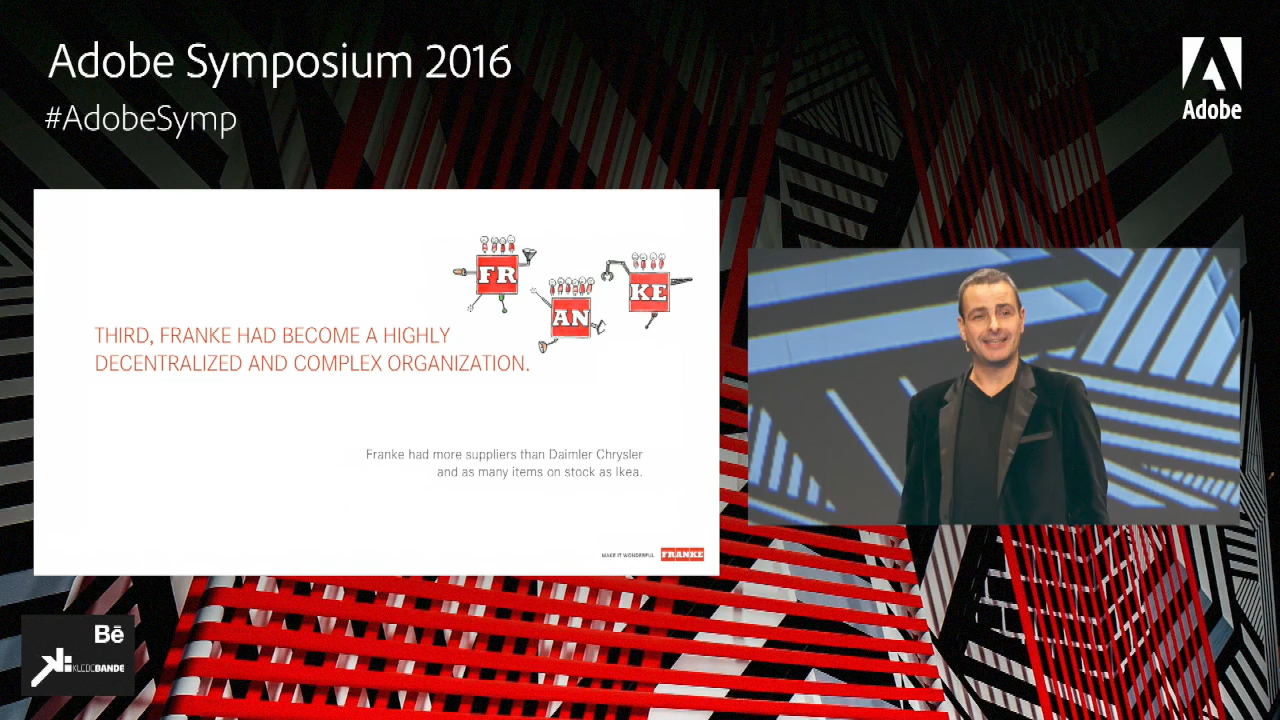 Adobe Symposium 2016
#AdobeSymp
Adobe
FR
AN
KE
THIRD, FRANKE HAD BECOME A HIGHLY
DECENTRALIZED AND COMPLEX ORGANIZATION.
Franke had more suppliers than Daimler Chrysler
and as many items on stock as Ikea.
MAKE IT WONDERFUL
FRANKE
Bē
KLEBEBANDE